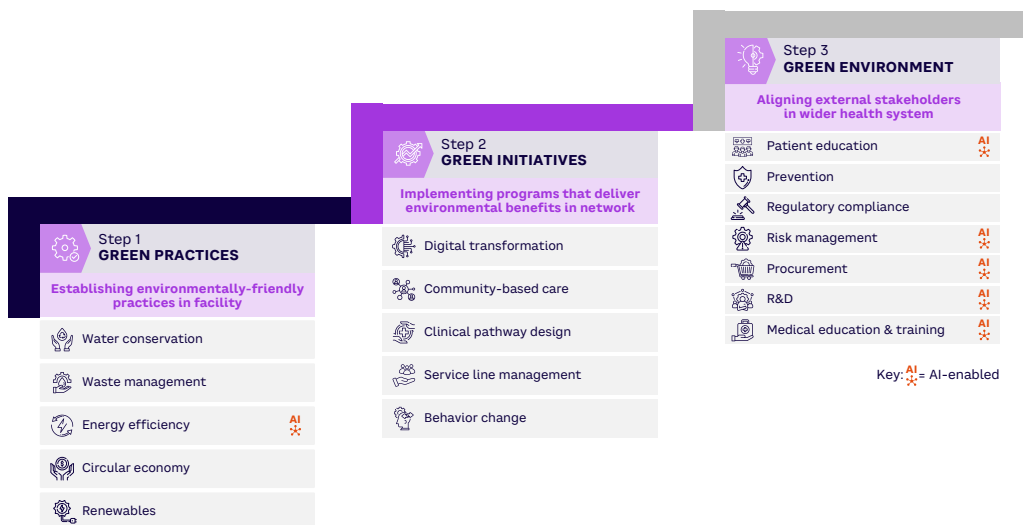 Step 1
GREEN PRACTICES
Establishing environmentally-friendly
practices in facility
Water conservation
Waste management
Energy efficiency
AI
Circular economy
Renewables
Step 2
GREEN INITIATIVES
Implementing programs that deliver
environmental benefits in network
Digital transformation
Community-based care
Clinical pathway design
Service line management
Behavior change
Step 3
GREEN ENVIRONMENT
Aligning external stakeholders
in wider health system
Patient education
AI
Prevention
Regulatory compliance
Risk management
AI
Procurement
AI
R&D
AI
Medical education & training
AI
Key: AI = AI-enabled